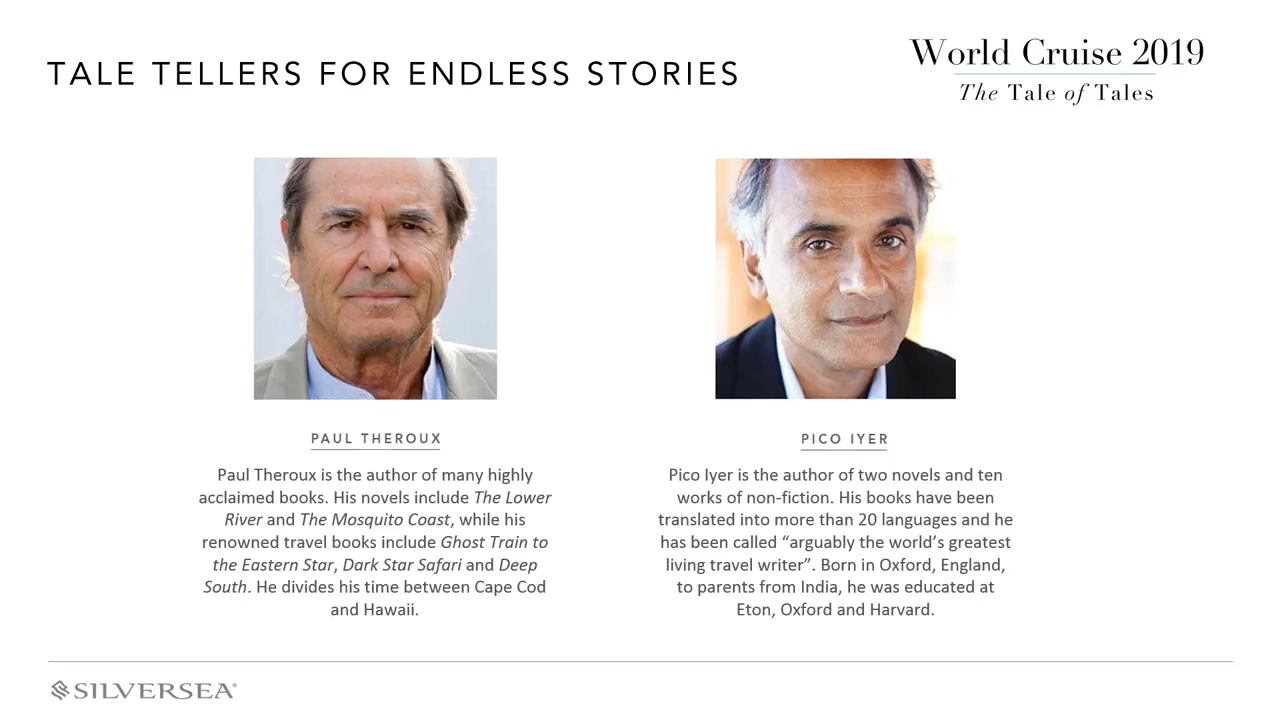 TALE TELLERS FOR ENDLESS STORIES
World Cruise 2019
The Tale of Tales
PAUL THEROUX
Paul Theroux is the author of many highly
acclaimed books. His novels include The Lower
River and The Mosquito Coast, while his
renowned travel books include Ghost Train to
the Eastern Star, Dark Star Safari and Deep
South. He divides his time between Cape Cod
and Hawaii.
PICO IYER
Pico Iyer is the author of two novels and ten
works of non-fiction. His books have been
translated into more than 20 languages and he
has been called “arguably the world’s greatest
living travel writer”. Born in Oxford, England,
to parents from India, he was educated at
Eton, Oxford and Harvard.
SILVERSEA®